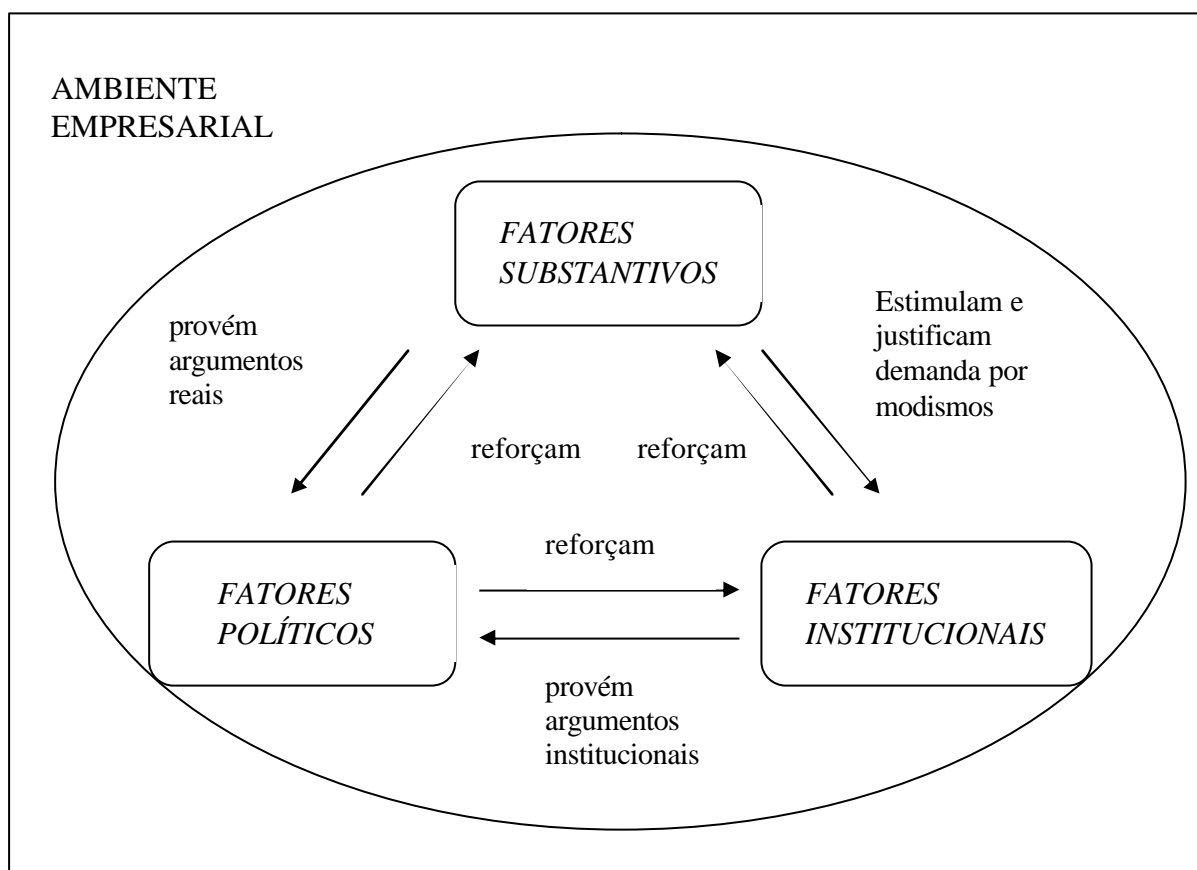 AMBIENTE
EMPRESARIAL
FATORES
SUBSTANTIVOS
provém
argumentos
reais
Estimulam e
justificam
demanda por
modismos
reforçam
reforçam
reforçam
FATORES
POLÍTICOS
FATORES
INSTITUCIONAIS
provém
argumentos
institucionais